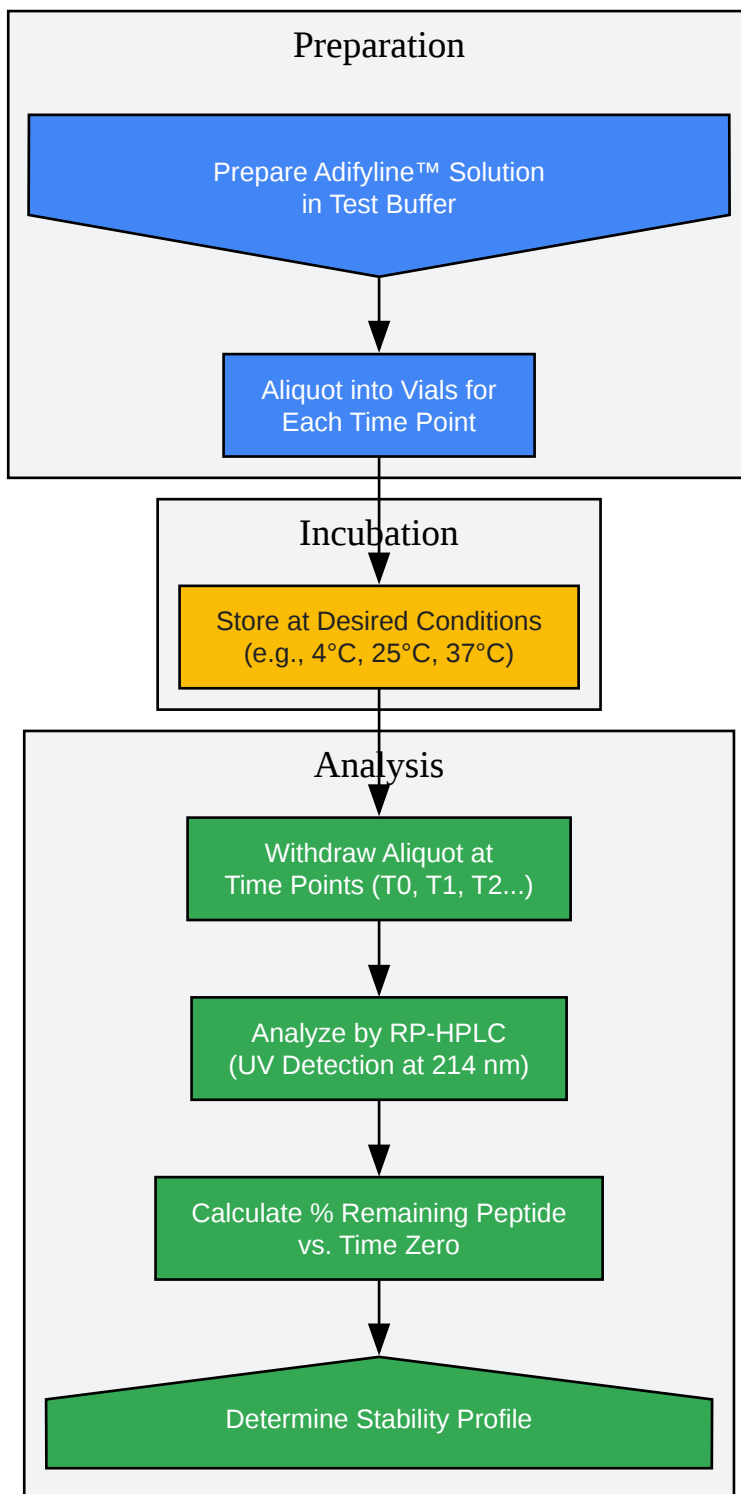 Preparation
Prepare Adifyline™ Solution
in Test Buffer
Aliquot into Vials for
Each Time Point
Incubation
Store at Desired Conditions
(e.g., 4°C, 25°C, 37°C)
Analysis
Withdraw Aliquot at
Time Points (T0, T1, T2...)
Analyze by RP-HPLC
(UV Detection at 214 nm)
Calculate % Remaining Peptide
vs. Time Zero
Determine Stability Profile